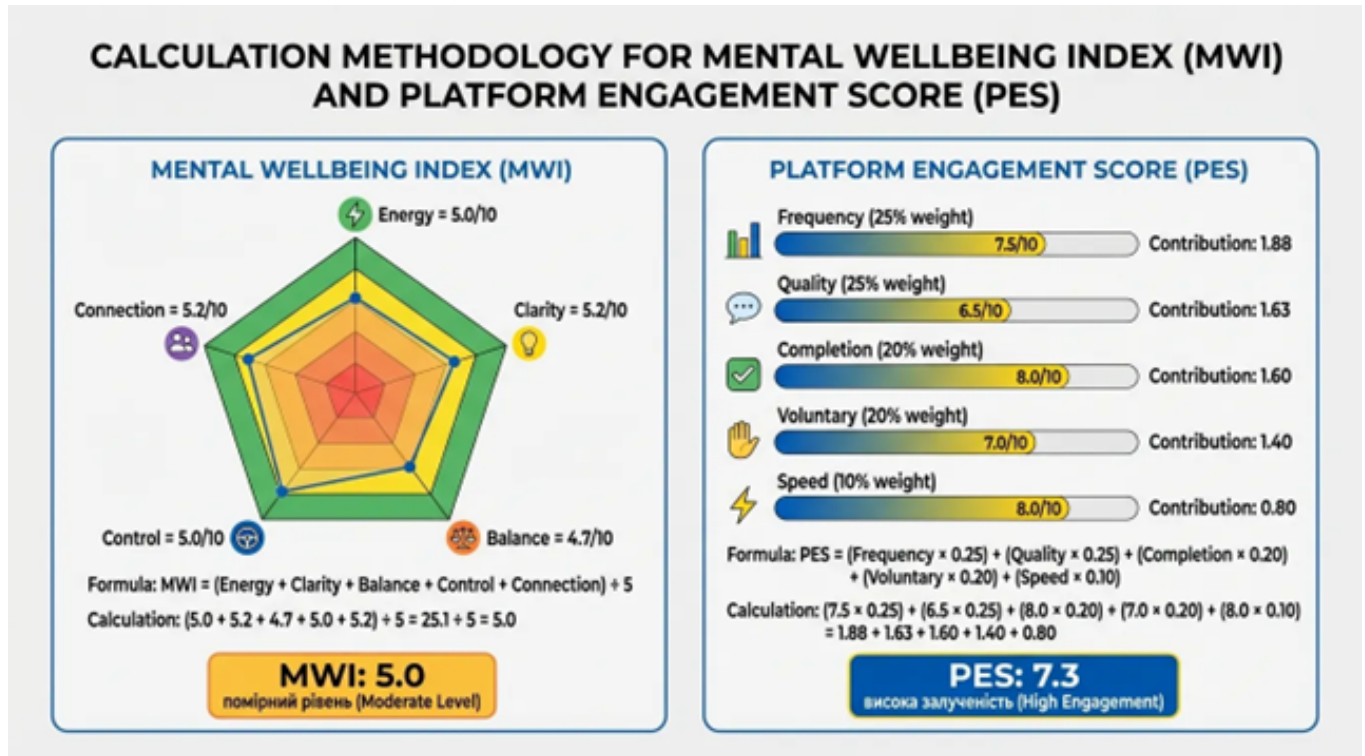 CALCULATION METHODOLOGY FOR MENTAL WELLBEING INDEX (MWI)
AND PLATFORM ENGAGEMENT SCORE (PES)
MENTAL WELLBEING INDEX (MWI)
Energy = 5.0/10
Connection = 5.2/10
Clarity = 5.2/10
Control = 5.0/10
Balance = 4.7/10
Formula: MWI = (Energy + Clarity + Balance + Control + Connection) ÷ 5
Calculation: (5.0 + 5.2 + 4.7 + 5.0 + 5.2) ÷ 5 = 25.1 ÷ 5 = 5.0
MWI: 5.0
помірний рівень (Moderate Level)
PLATFORM ENGAGEMENT SCORE (PES)
Frequency (25% weight)
7.5/10 Contribution: 1.88
Quality (25% weight)
6.5/10 Contribution: 1.63
Completion (20% weight)
8.0/10 Contribution: 1.60
Voluntary (20% weight)
7.0/10 Contribution: 1.40
Speed (10% weight)
8.0/10 Contribution: 0.80
Formula: PES = (Frequency × 0.25) + (Quality × 0.25) + (Completion × 0.20)
+ (Voluntary × 0.20) + (Speed × 0.10)
Calculation: (7.5 × 0.25) + (6.5 × 0.25) + (8.0 × 0.20) + (7.0 × 0.20) + (8.0 × 0.10)
= 1.88 + 1.63 + 1.60 + 1.40 + 0.80
PES: 7.3
висока залученість (High Engagement)